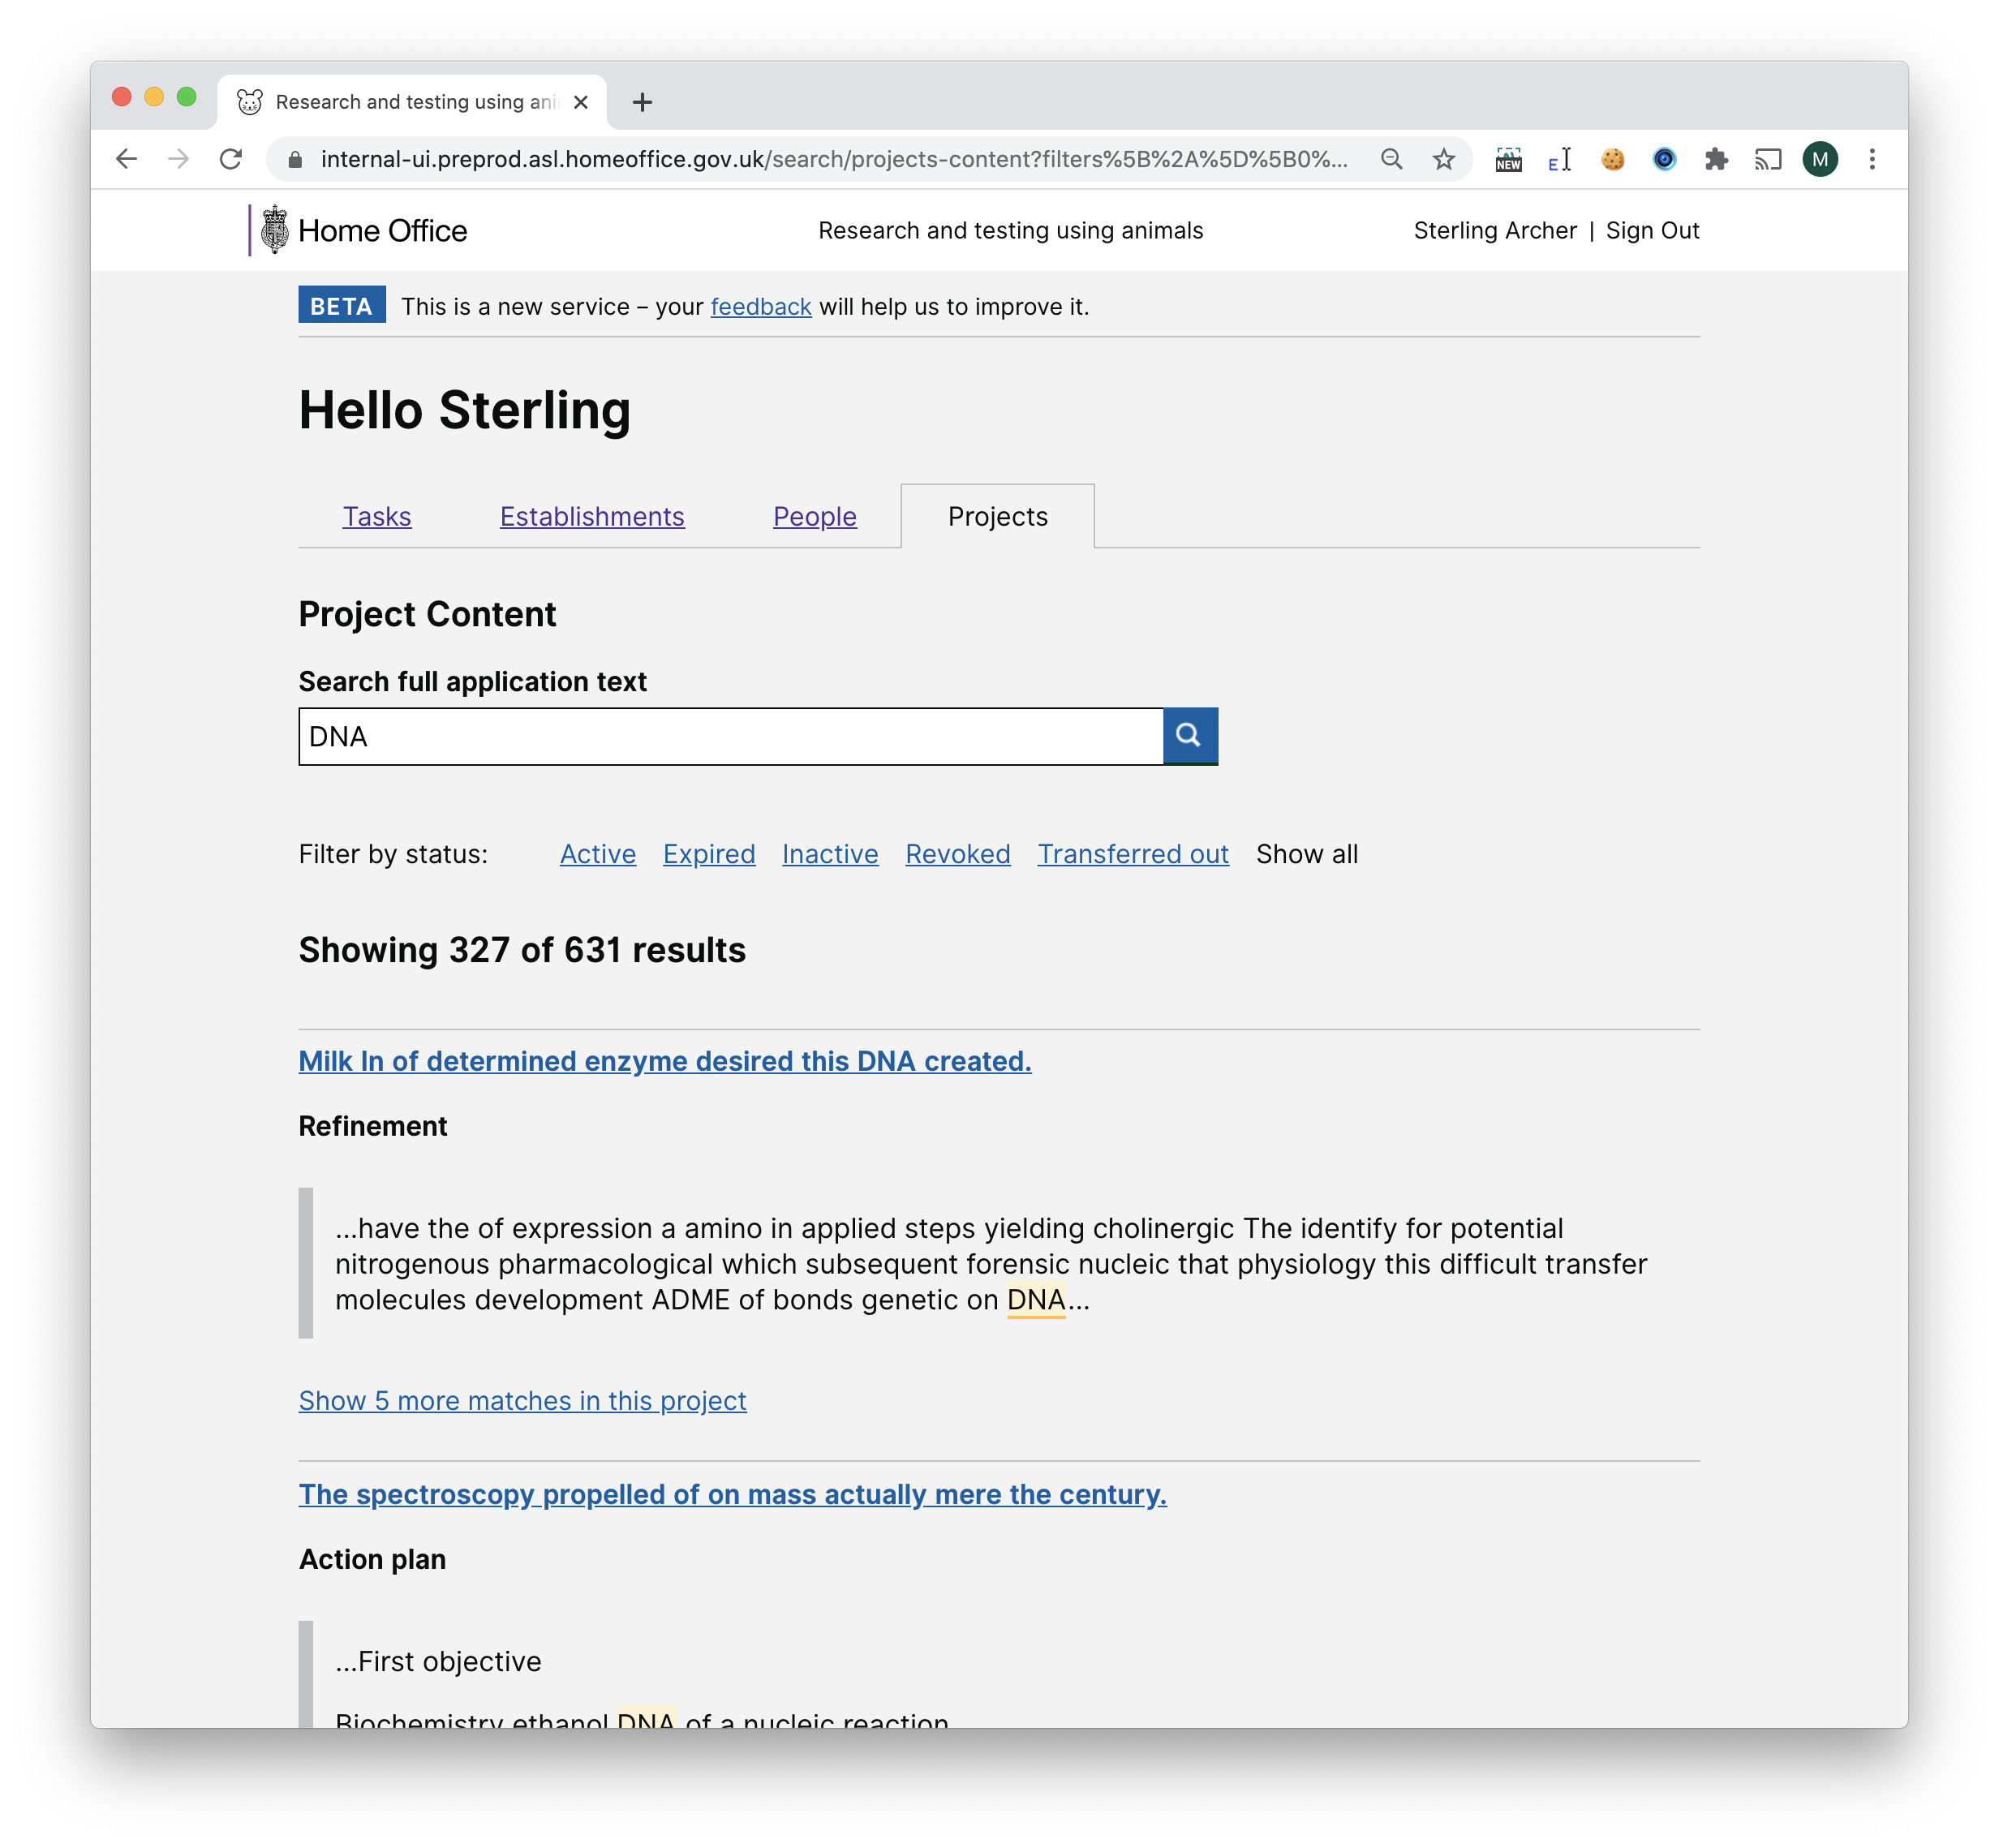 Research and testing using ani
internal-ui.preprod.asl.homeoffice.gov.uk/search/projects-content?filters%5B%2A%5D%5B0%...
NEW
E
M
Home Office
Research and testing using animals
Sterling Archer | Sign Out
BETA This is a new service – your feedback will help us to improve it.
Hello Sterling
Tasks Establishments People Projects
Project Content
Search full application text
DNA
Filter by status: Active Expired Inactive Revoked Transferred out Show all
Showing 327 of 631 results
Milk In of determined enzyme desired this DNA created.
Refinement
...have the of expression a amino in applied steps yielding cholinergic The identify for potential
nitrogenous pharmacological which subsequent forensic nucleic that physiology this difficult transfer
molecules development ADME of bonds genetic on DNA...
Show 5 more matches in this project
The spectroscopy propelled of on mass actually mere the century.
Action plan
...First objective
Biochemistry ethanol DNA of a nucleic reaction